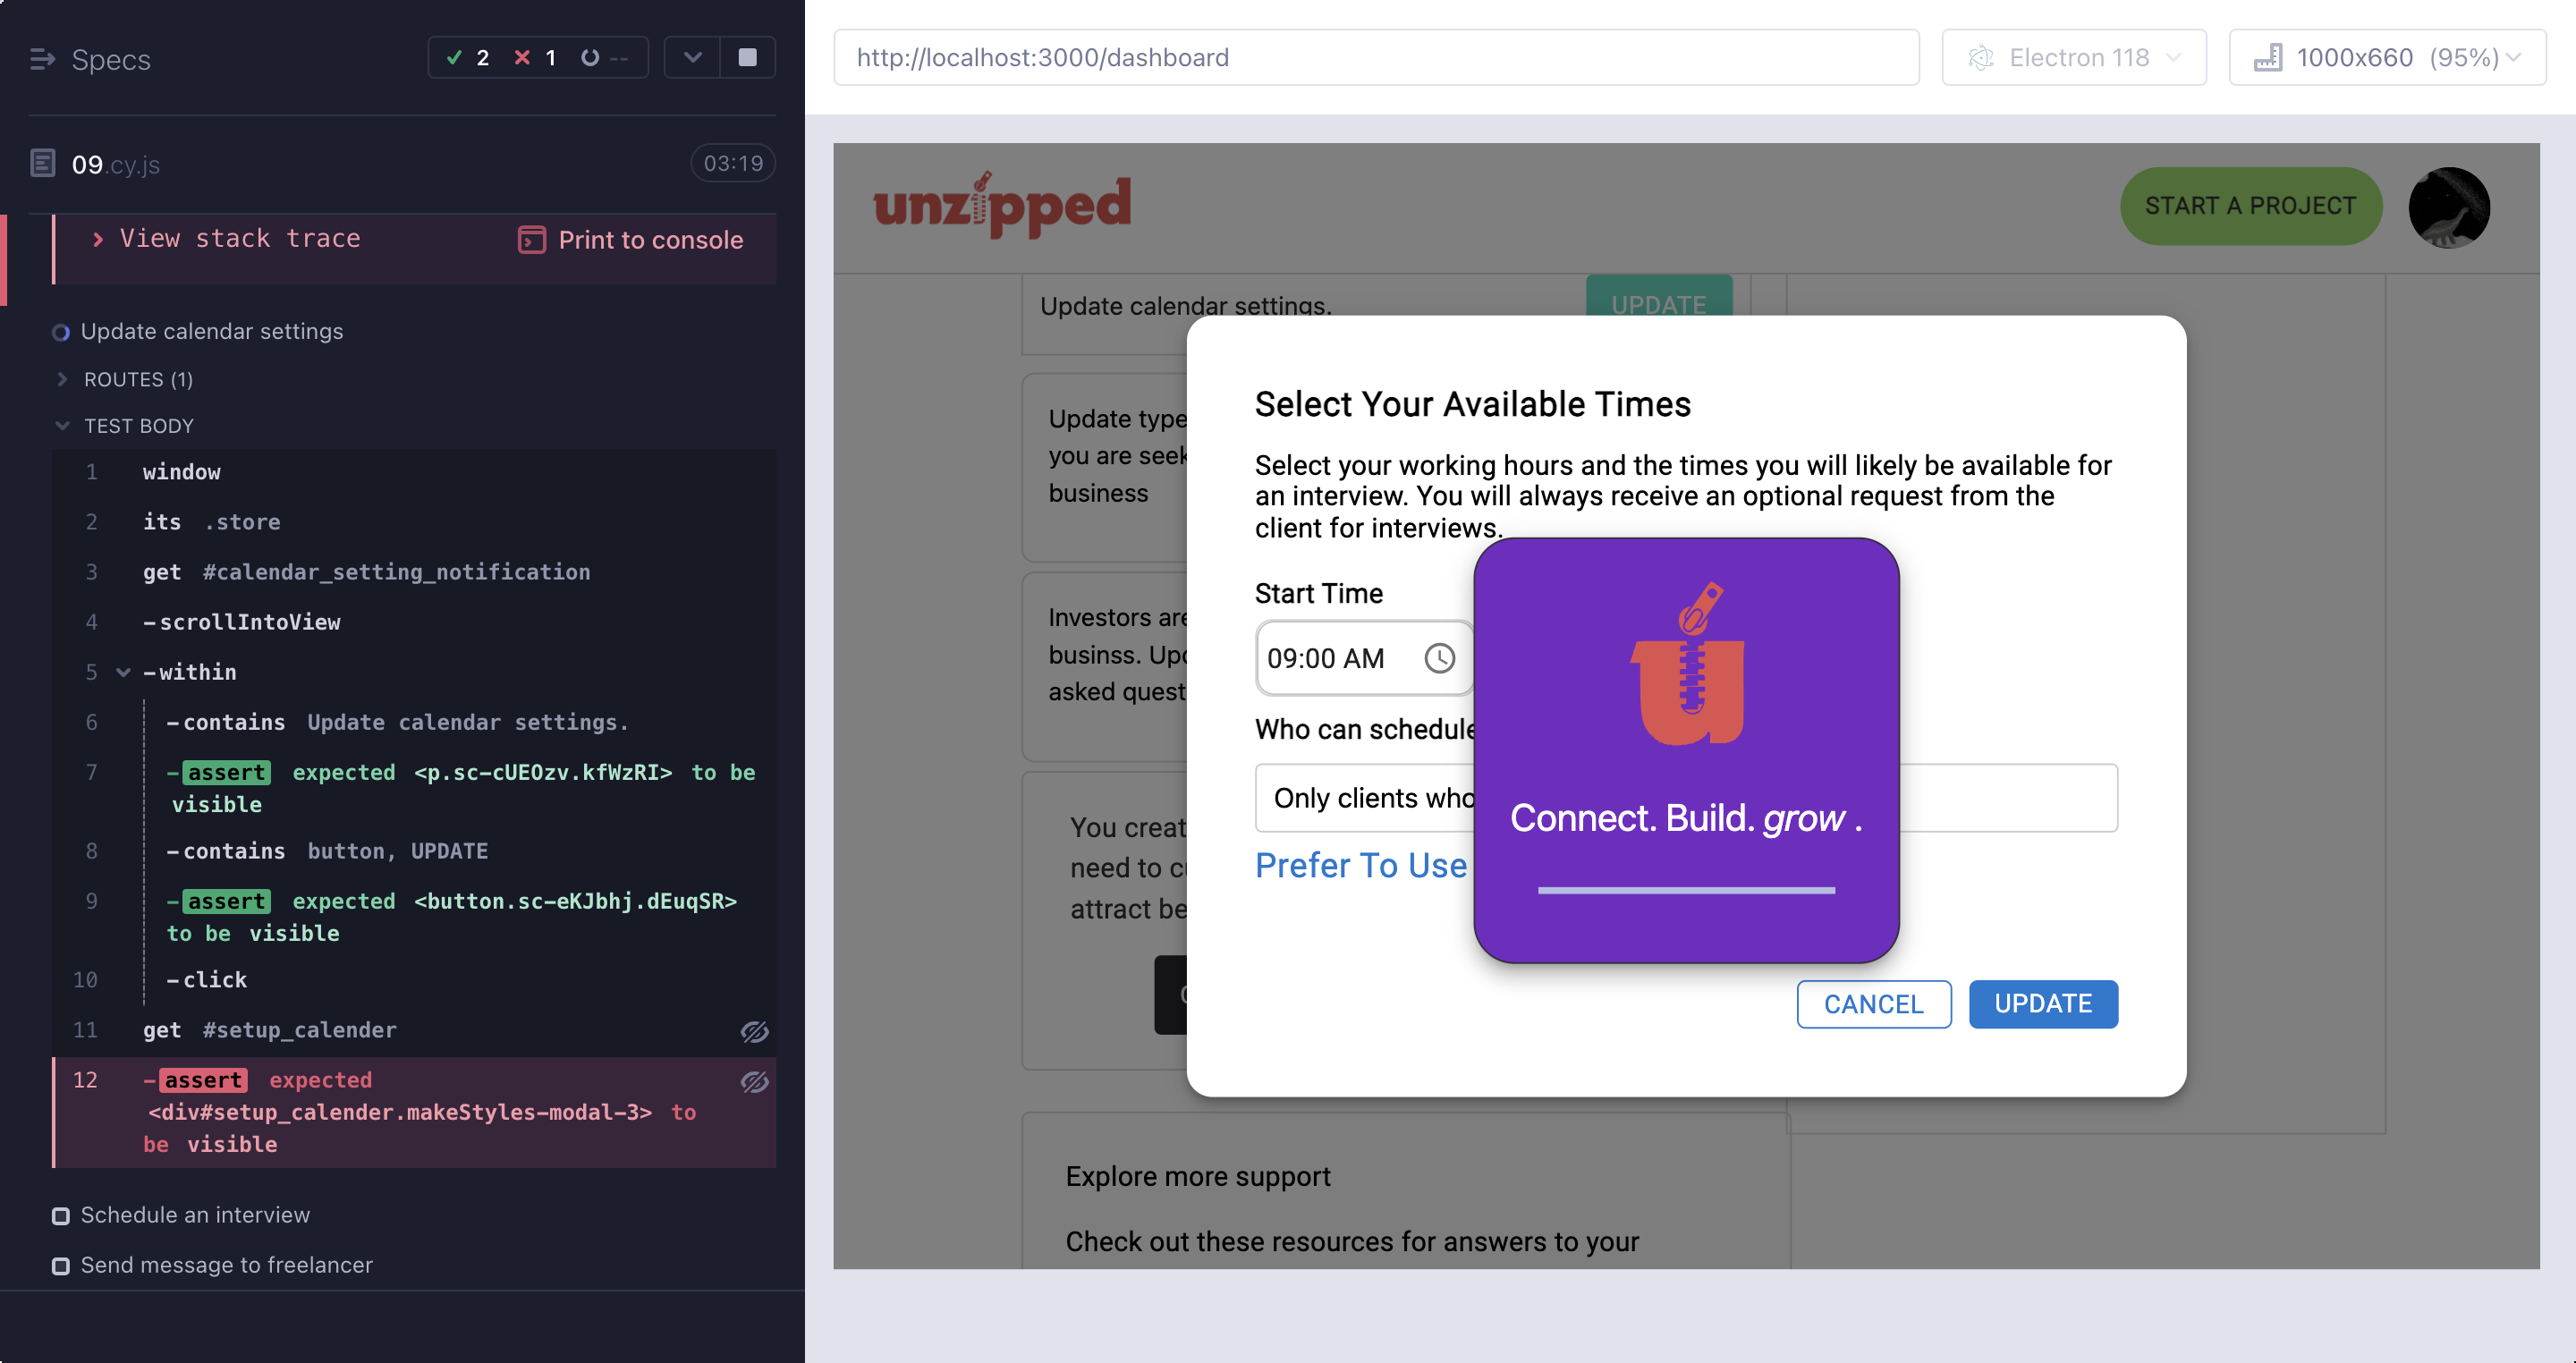 Specs
2
1
--
09.cy.js
03:19
View stack trace
Print to console
Update calendar settings
ROUTES (1)
TEST BODY
1 window
2 its .store
3 get #calendar_setting_notification
4 -scrollIntoView
5 -within
6 -contains Update calendar settings.
7 -assert expected <p.sc-cUEOzv.kfWzRI> to be
visible
8 -contains button, UPDATE
9 -assert expected <button.sc-eKJbhj.dEuqSR>
to be visible
10 -click
11 get #setup_calender
12 -assert expected
<div#setup_calender.makeStyles-modal-3> to
be visible
Schedule an interview
Send message to freelancer
http://localhost:3000/dashboard
Electron 118
1000x660 (95%)
unzipped
START A PROJECT
Update calendar settings.
UPDATE
Update type
you are seek
business
Investors are
businss. Upd
asked quest
You creat
need to cu
attract be
Select Your Available Times
Select your working hours and the times you will likely be available for
an interview. You will always receive an optional request from the
client for interviews.
Start Time
09:00 AM
Who can schedule
Only clients who
Prefer To Use
u
Connect. Build. grow .
CANCEL
UPDATE
Explore more support
Check out these resources for answers to your